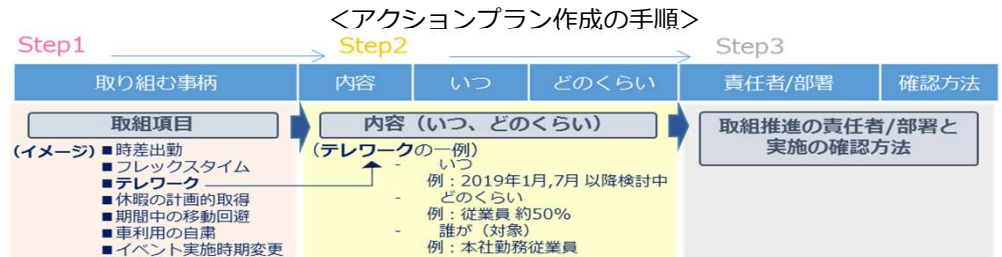 ＜アクションプラン作成の手順＞
Step1
Step2
Step3
取り組む事柄
内容
いつ
どのくらい
責任者/部署
確認方法
取組項目
(イメージ)
■時差出勤
■フレックスタイム
■テレワーク
■休暇の計画的取得
■期間中の移動回避
■車利用の自粛
■イベント実施時期変更
内容（いつ、どのくらい）
(テレワークの一例)
- いつ
例：2019年1月,7月 以降検討中
- どのくらい
例：従業員 約50%
- 誰が（対象）
例：本社勤務従業員
取組推進の責任者/部署と
実施の確認方法